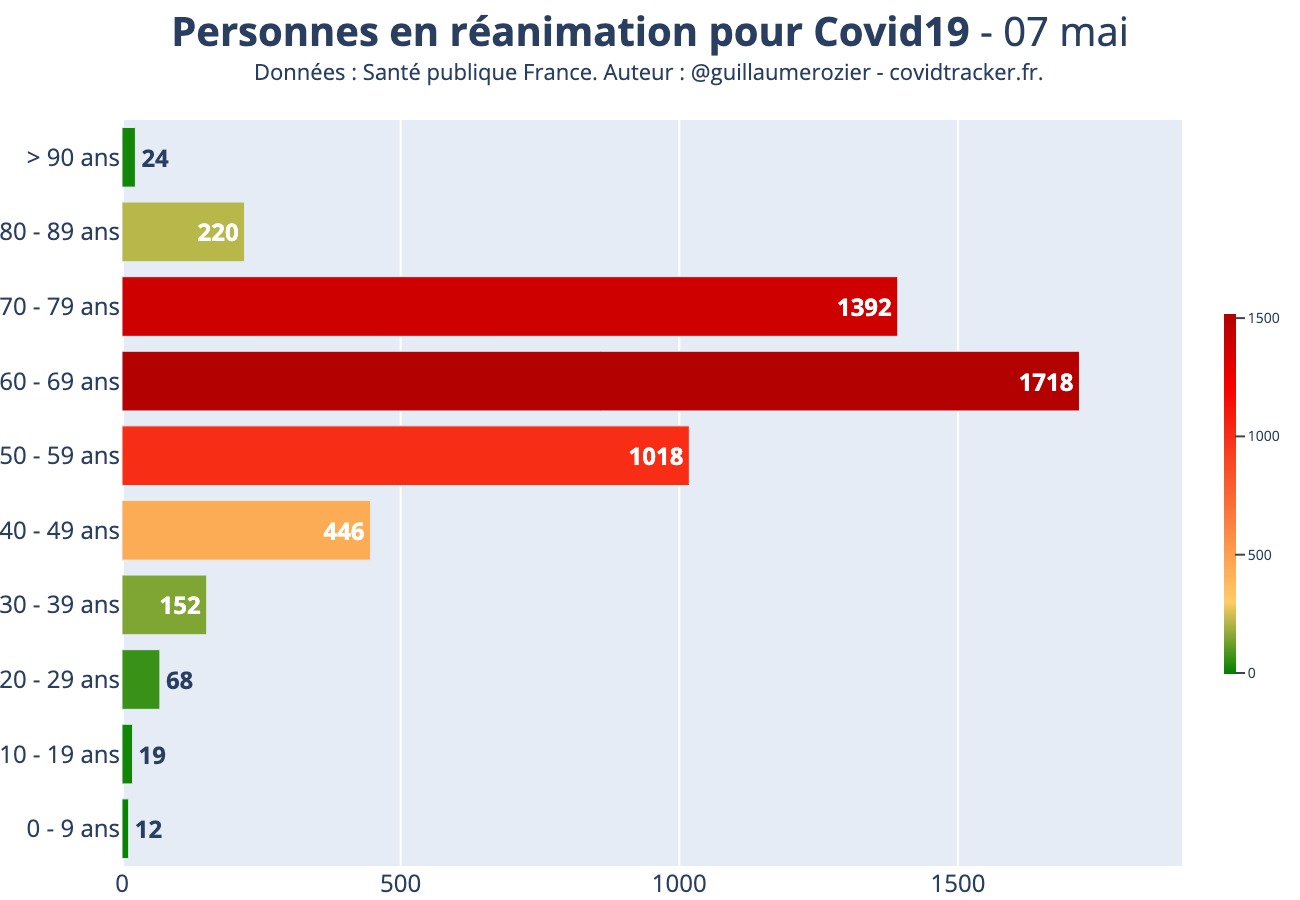 Personnes en réanimation pour Covid19 - 07 mai
Données : Santé publique France. Auteur : @guillaumerozier - covidtracker.fr.
> 90 ans 24
80 - 89 ans 220
70 - 79 ans 1392
60 - 69 ans 1718
50 - 59 ans 1018
40 - 49 ans 446
30 - 39 ans 152
20 - 29 ans 68
10 - 19 ans 19
0 - 9 ans 12
0 500 1000 1500
1500
1000
500
0